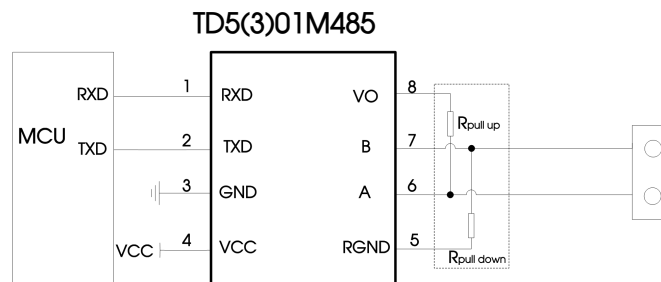 TD5(3)01M485
MCU
RXD
TXD
VCC
1
2
3
4
RXD
TXD
GND
VCC
VO
B
A
RGND
8
7
6
5
Rpull up
Rpull down